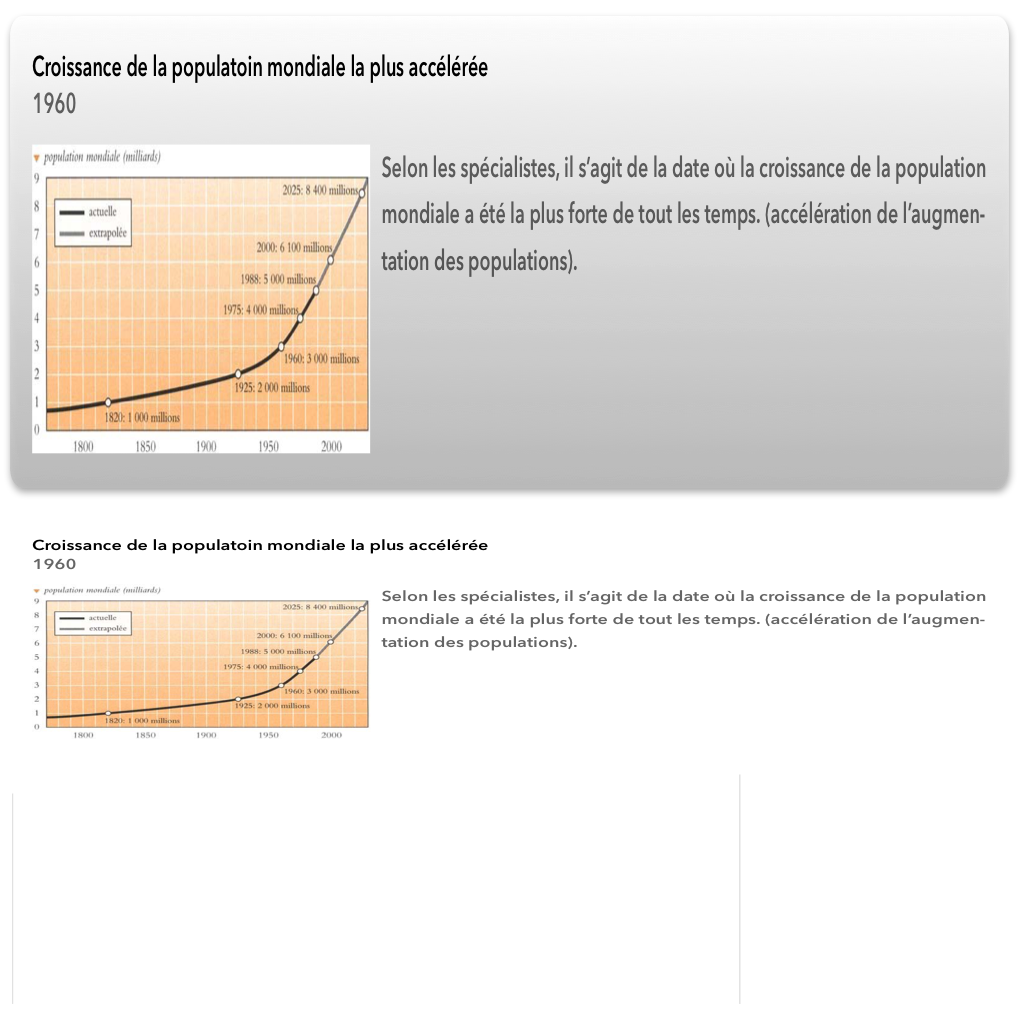 Croissance de la populatoin mondiale la plus accélérée
1960
population mondiale (milliards)
9
8
7
6
5
4
3
2
1
0
actuelle
extrapolée
2025: 8 400 millions
2000: 6 100 millions
1988: 5 000 millions
1975: 4 000 millions
1960: 3 000 millions
1925: 2 000 millions
1820: 1 000 millions
1800 1850 1900 1950 2000
Selon les spécialistes, il s’agit de la date où la croissance de la population
mondiale a été la plus forte de tout les temps. (accélération de l’augmen-
tation des populations).
Croissance de la populatoin mondiale la plus accélérée
1960
population mondiale (milliards)
9
8
7
6
5
4
3
2
1
0
actuelle
extrapolée
2025: 8 400 millions
2000: 6 100 millions
1988: 5 000 millions
1975: 4 000 millions
1960: 3 000 millions
1925: 2 000 millions
1820: 1 000 millions
1800 1850 1900 1950 2000
Selon les spécialistes, il s’agit de la date où la croissance de la population
mondiale a été la plus forte de tout les temps. (accélération de l’augmen-
tation des populations).